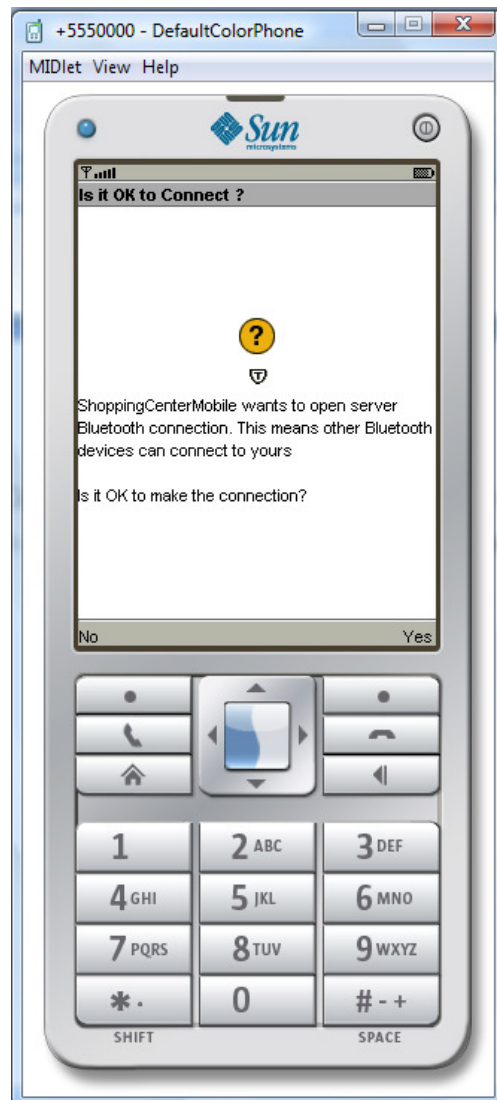 +5550000 - DefaultColorPhone
MIDlet View Help
Sun
microsystems
Is it OK to Connect ?
?
T
ShoppingCenterMobile wants to open server
Bluetooth connection. This means other Bluetooth
devices can connect to yours
Is it OK to make the connection?
No Yes
1 2 ABC 3 DEF
4 GHI 5 JKL 6 MNO
7 PQRS 8 TUV 9 WXYZ
* . 0 # - +
SHIFT SPACE